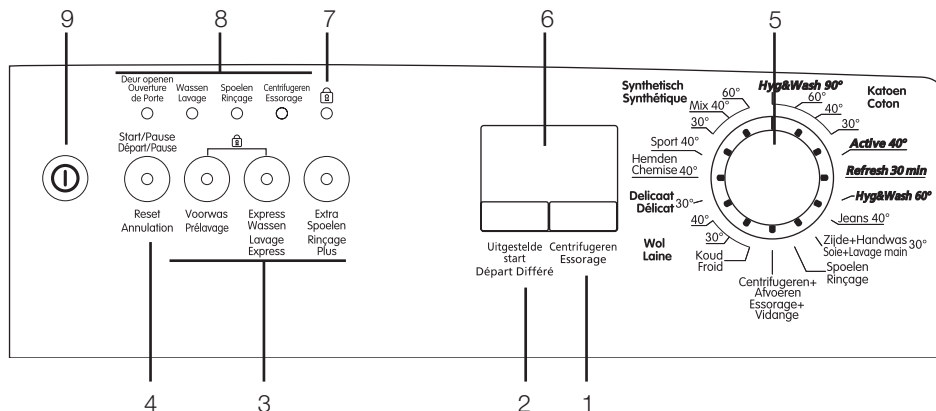 9
8
7
6
5
Deur openen
Ouverture
de Porte
Wassen
Lavage
Spoelen
Rinçage
Centrifugeren
Essorage
Start/Pause
Départ/Pause
Reset
Annulation
Voorwas
Prélavage
Express
Wassen
Lavage
Express
Extra
Spoelen
Rinçage
Plus
Uitgestelde
start
Départ Différé
Centrifugeren
Essorage
Synthetisch
Synthétique
60°
Mix 40°
30°
Sport 40°
Hemden
Chemise 40°
Delicaat
Délicat 30°
Wol
Laine
40°
30°
Koud
Froid
Centrifugeren+
Afvoeren
Essorage+
Vidange
Hyg&Wash 90°
Katoen
Coton
60°
40°
30°
Active 40°
Refresh 30 min
Hyg&Wash 60°
Jeans 40°
Zijde+Handwas
Soie+Lavage main 30°
Spoelen
Rinçage
4
3
2
1